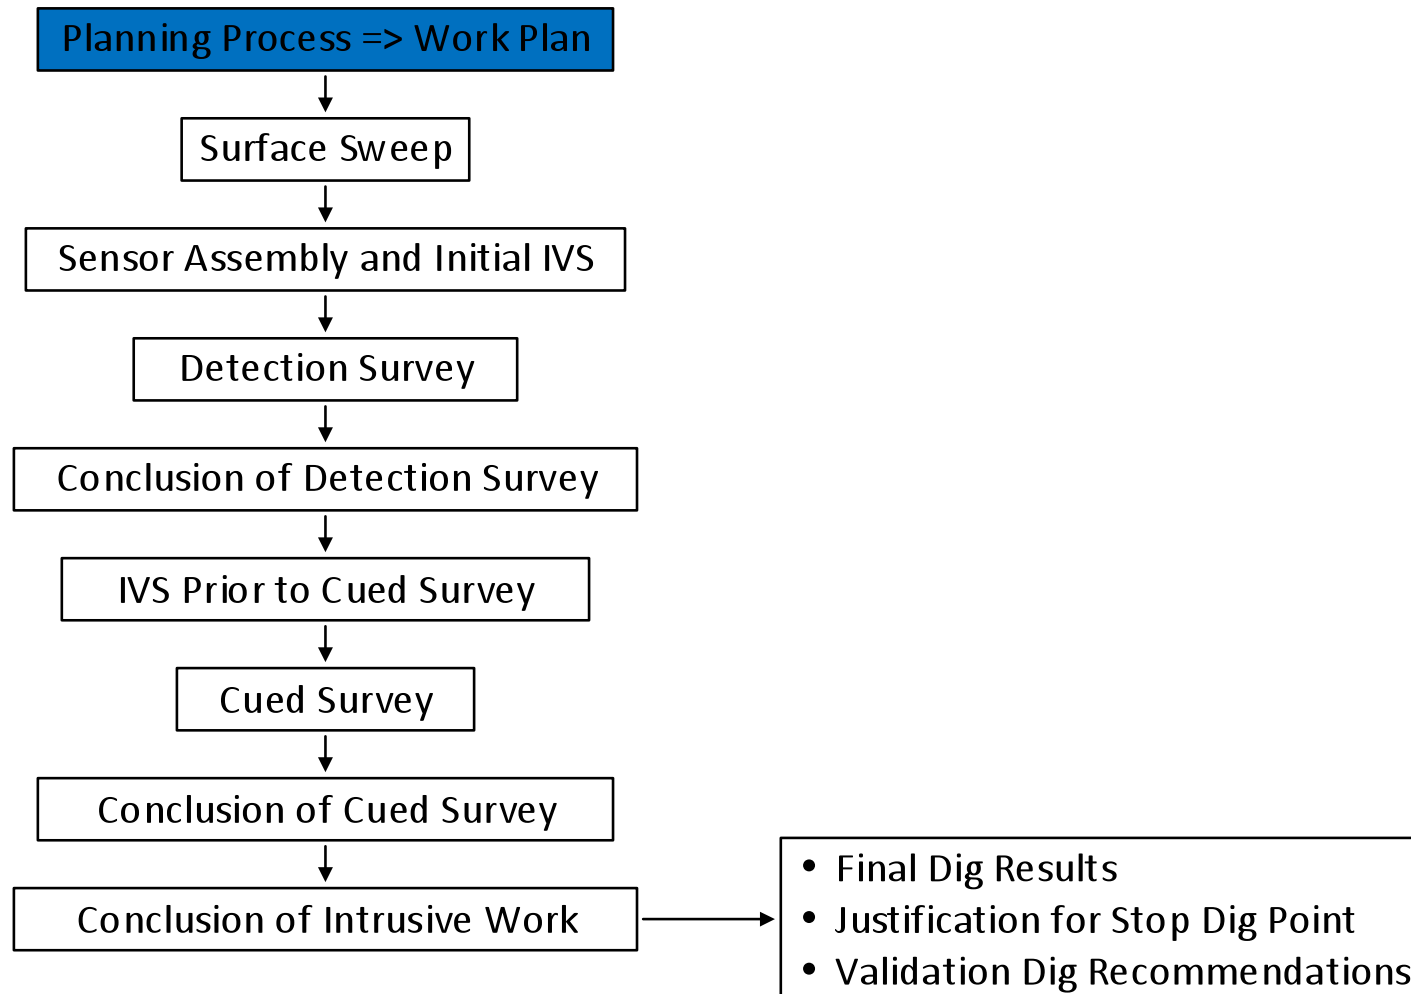 Planning Process => Work Plan
Surface Sweep
Sensor Assembly and Initial IVS
Detection Survey
Conclusion of Detection Survey
IVS Prior to Cued Survey
Cued Survey
Conclusion of Cued Survey
Conclusion of Intrusive Work
• Final Dig Results
• Justification for Stop Dig Point
• Validation Dig Recommendations